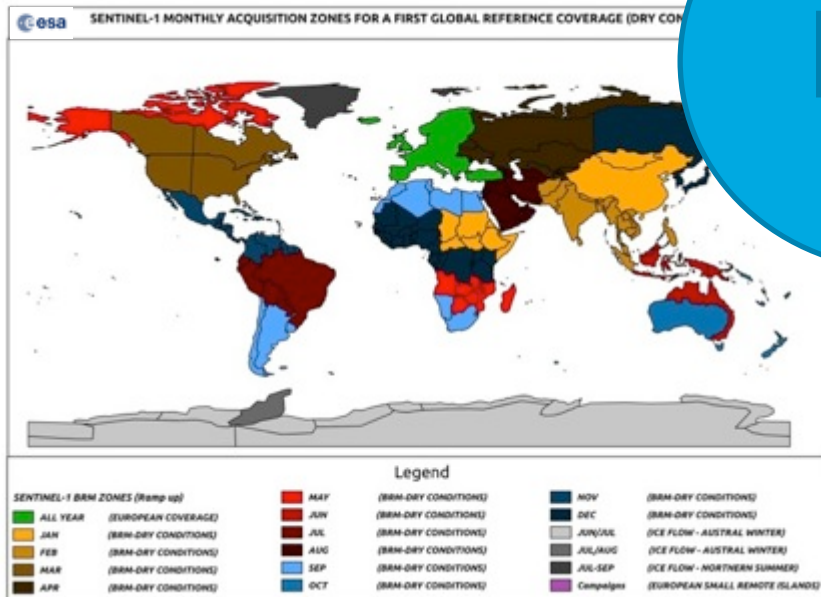 esa
SENTINEL-1 MONTHLY ACQUISITION ZONES FOR A FIRST GLOBAL REFERENCE COVERAGE (DRY
Legend
SENTINEL-1 BRM ZONES (Ramp up)
ALL YEAR (EUROPEAN COVERAGE)
JAN (BRM-DRY CONDITIONS)
FEB (BRM-DRY CONDITIONS)
MAR (BRM-DRY CONDITIONS)
APR (BRM-DRY CONDITIONS)
MAY (BRM-DRY CONDITIONS)
JUN (BRM-DRY CONDITIONS)
JUL (BRM-DRY CONDITIONS)
AUG (BRM-DRY CONDITIONS)
SEP (BRM-DRY CONDITIONS)
OCT (BRM-DRY CONDITIONS)
NOV (BRM-DRY CONDITIONS)
DEC (BRM-DRY CONDITIONS)
JUN/JUL (ICE FLOW - AUSTRAL WINTER)
JUL/AUG (ICE FLOW - AUSTRAL WINTER)
JUL-SEP (ICE FLOW - NORTHERN SUMMER)
Campaigns (EUROPEAN SMALL REMOTE ISLANDS)